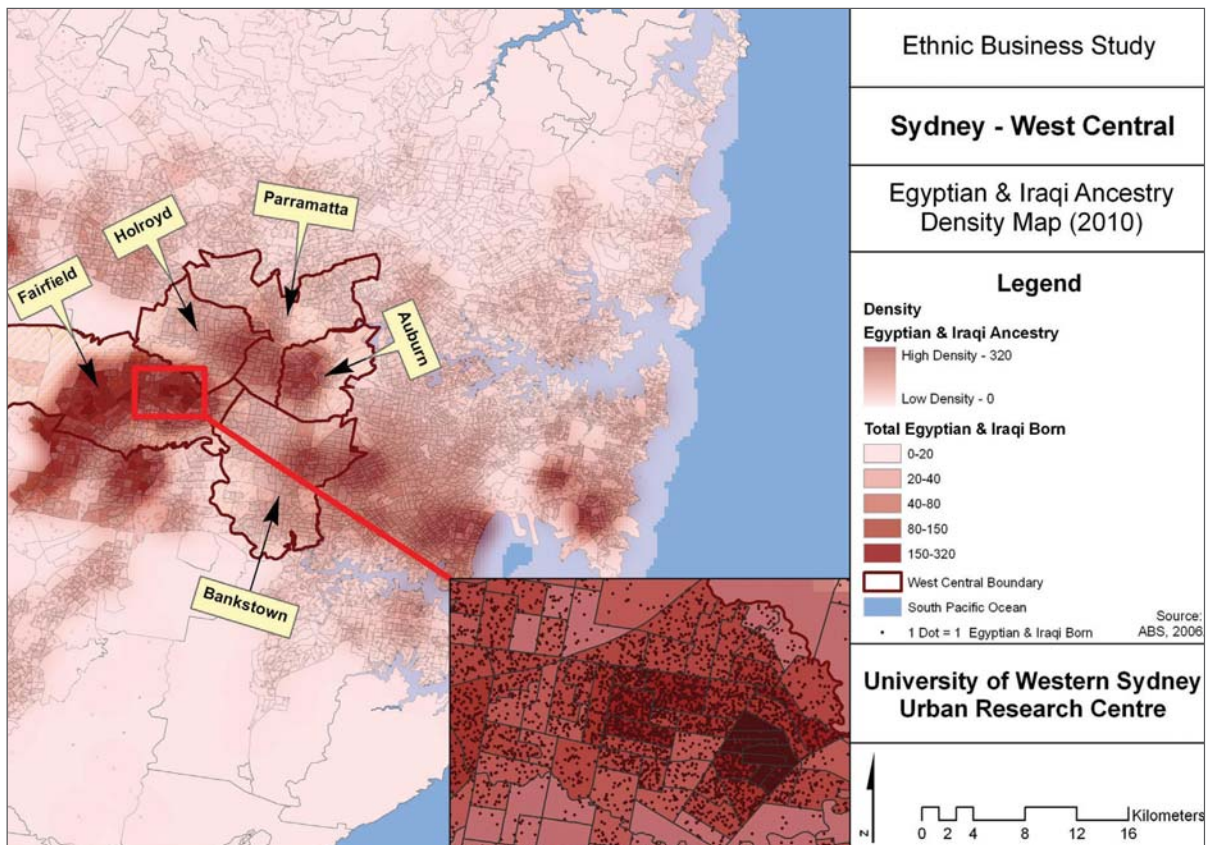 Ethnic Business Study
Sydney - West Central
Egyptian & Iraqi Ancestry
Density Map (2010)
Legend
Density
Egyptian & Iraqi Ancestry
High Density - 320
Low Density - 0
Total Egyptian & Iraqi Born
0-20
20-40
40-80
80-150
150-320
West Central Boundary
South Pacific Ocean
1 Dot = 1 Egyptian & Iraqi Born
Source:
ABS, 2006
University of Western Sydney
Urban Research Centre
N
Kilometers
0 2 4 8 12 16
Parramatta
Holroyd
Fairfield
Auburn
Bankstown